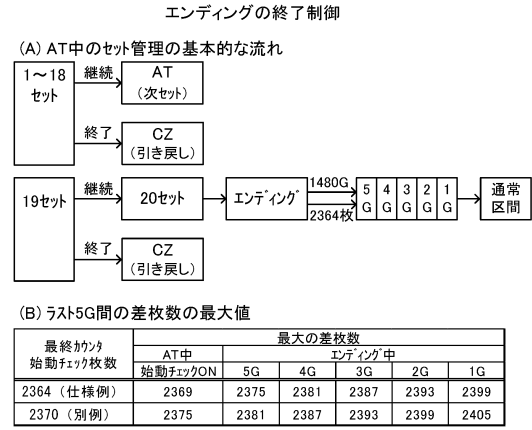 エンディングの終了制御
(A) AT中のセット管理の基本的な流れ
1～18
セット
継続
AT
(次セット)
終了
CZ
(引き戻し)
19セット
継続
20セット
エンディング
1480G
2364枚
5G
4G
3G
2G
1G
通常
区間
終了
CZ
(引き戻し)
(B) ラスト5G間の差枚数の最大値
最終カウンタ
始動チェック枚数
最大の差枚数
AT中
エンディング中
始動チェックON 5G 4G 3G 2G 1G
2364 (仕様例) 2369 2375 2381 2387 2393 2399
2370 (別例) 2375 2381 2387 2393 2399 2405